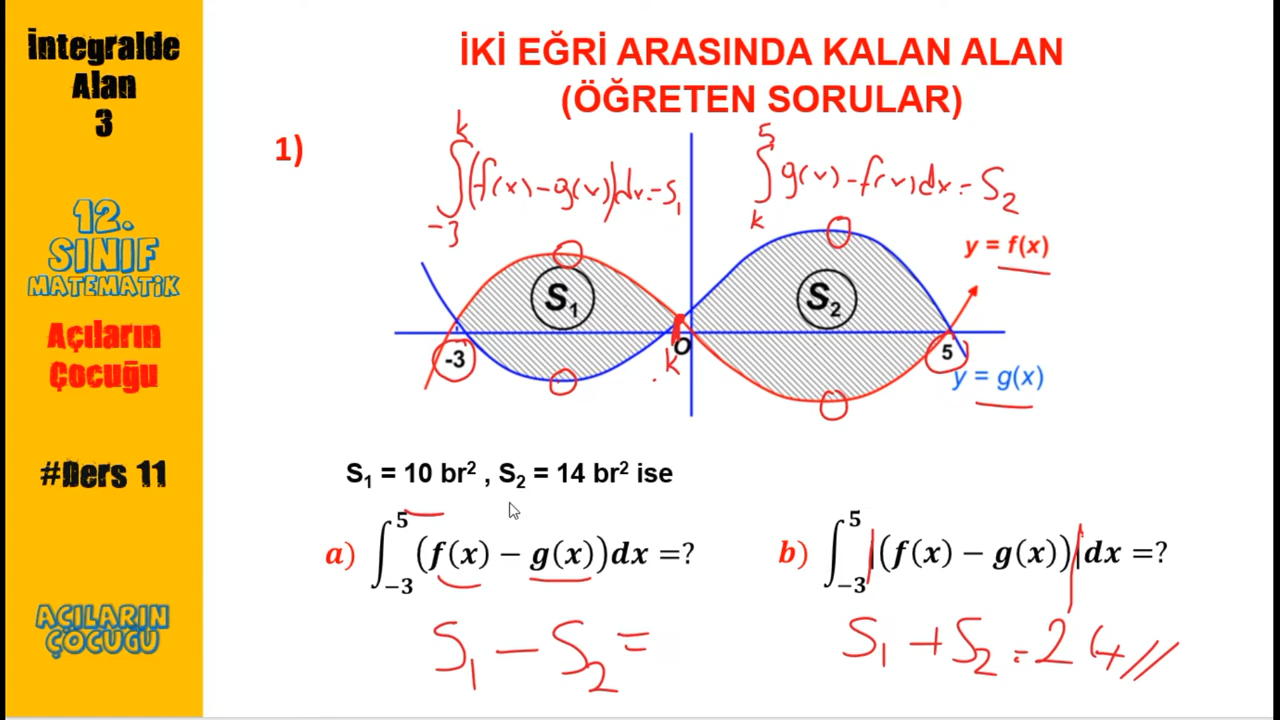 İntegralde
Alan
3
12.
SINIF
MATEMATİK
Açıların
Çocuğu
#Ders 11
AÇILARIN
ÇOCUĞU
İKİ EĞRİ ARASINDA KALAN ALAN
(ÖĞRETEN SORULAR)
1)
∫₋₃ᵏ (f(x) - g(x))dx = S₁
∫ₖ⁵ g(x) - f(x)dx = S₂
y = f(x)
S₁
S₂
-3
k
O
5
y = g(x)
S₁ = 10 br² , S₂ = 14 br² ise
a) ∫₋₃⁵ (f(x) − g(x))dx =?
b) ∫₋₃⁵ |(f(x) − g(x))|dx =?
S₁ - S₂ =
S₁ + S₂ = 24//